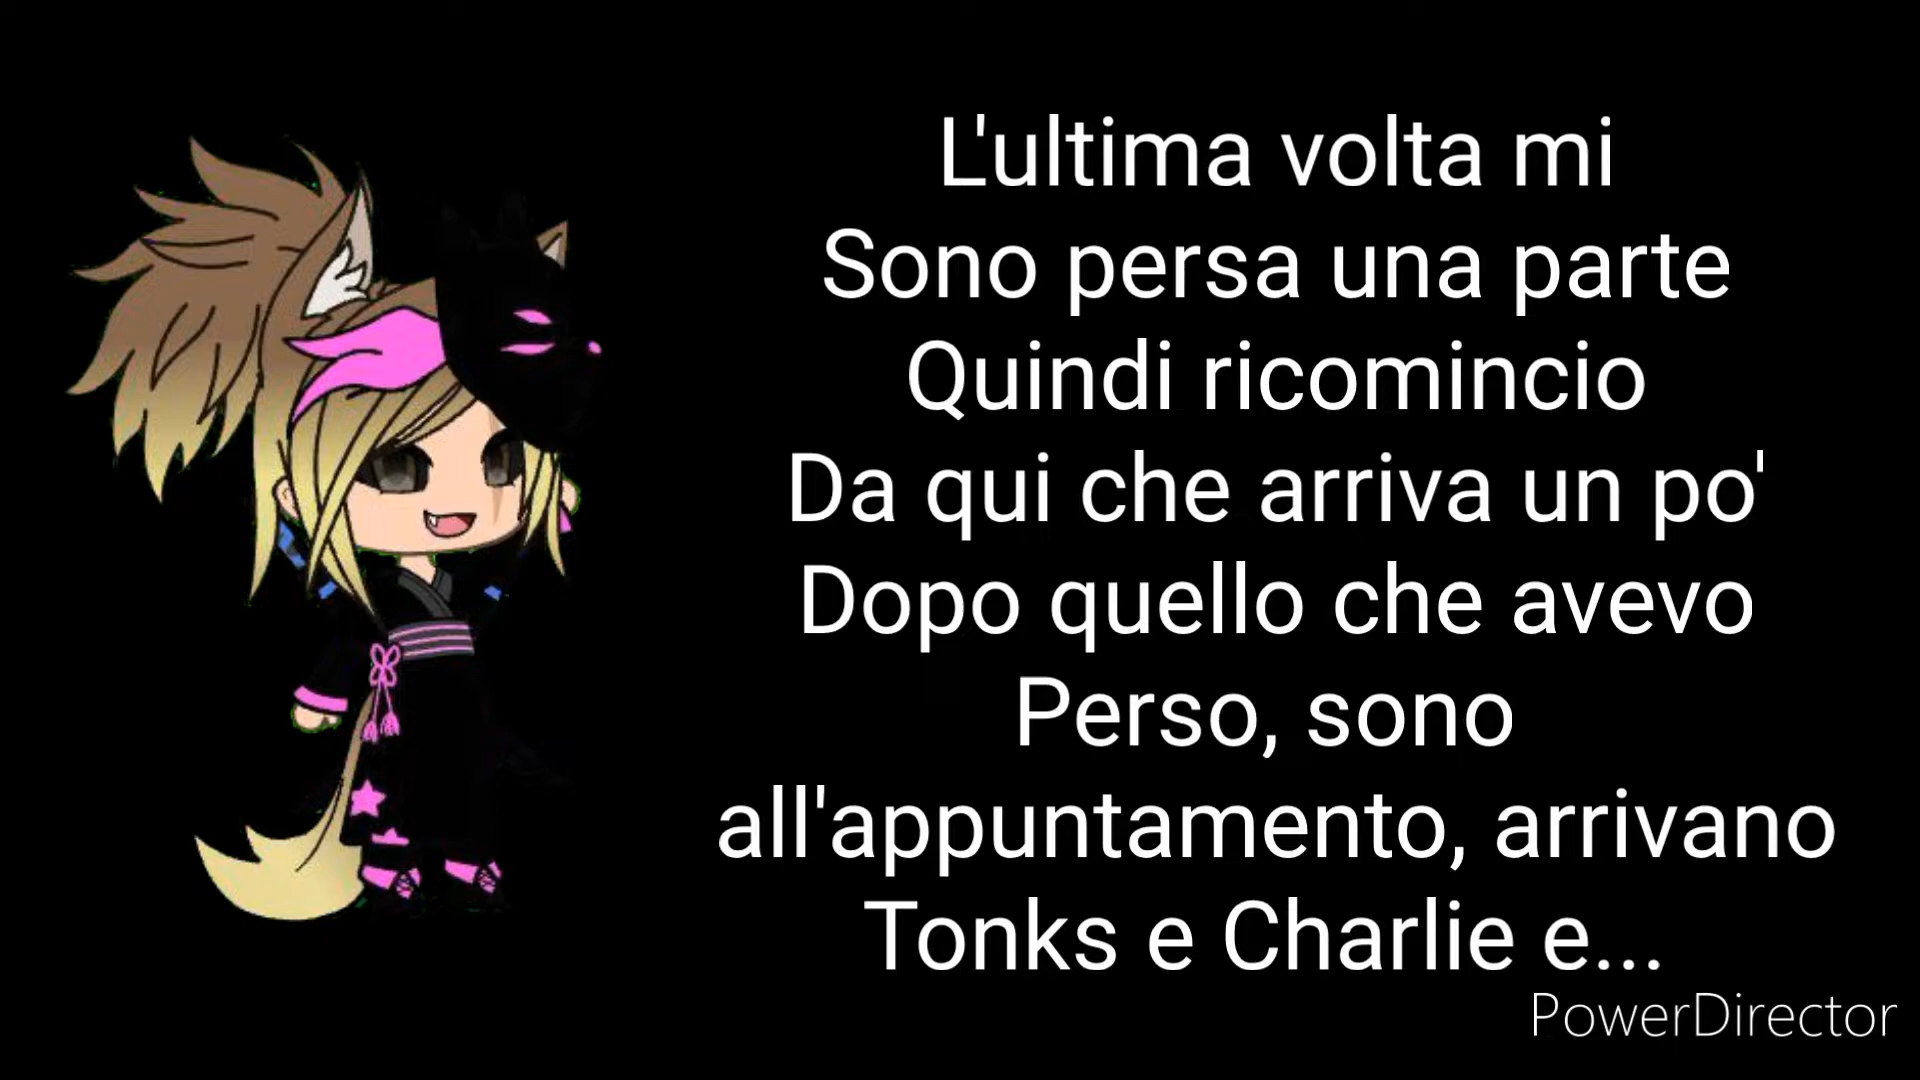 L'ultima volta mi
Sono persa una parte
Quindi ricomincio
Da qui che arriva un po'
Dopo quello che avevo
Perso, sono
all'appuntamento, arrivano
Tonks e Charlie e...
PowerDirector